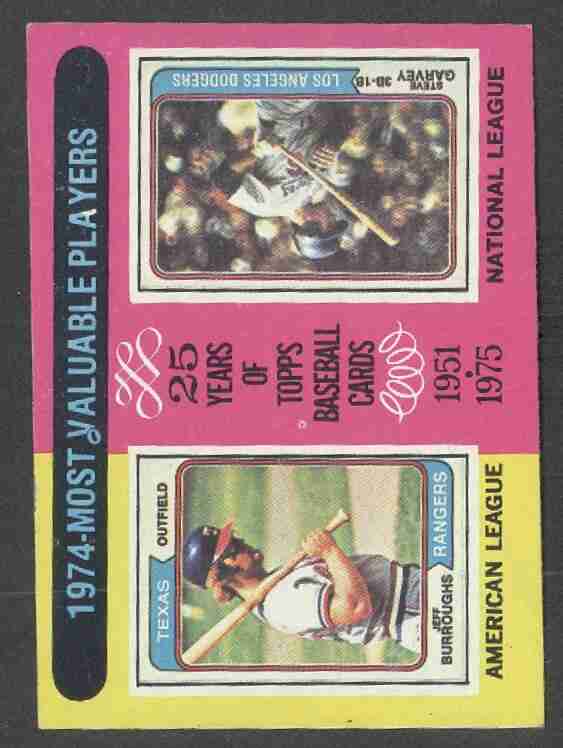 1974-MOST VALUABLE PLAYERS
TEXAS
OUTFIELD
JEFF
BURROUGHS
RANGERS
AMERICAN LEAGUE
25
YEARS
OF
TOPPS
BASEBALL
CARDS
©
1951
•
1975
STEVE
GARVEY
3D-1B
LOS ANGELES DODGERS
NATIONAL LEAGUE